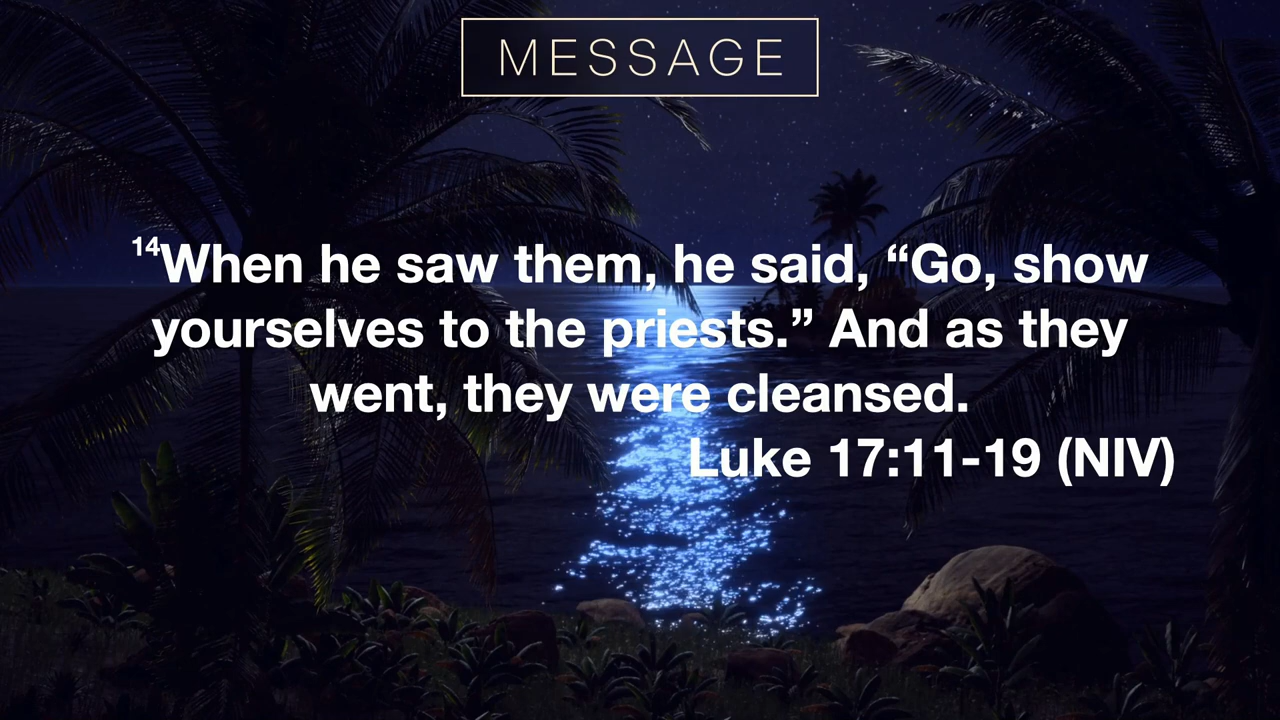 MESSAGE
¹⁴When he saw them, he said, “Go, show
yourselves to the priests.” And as they
went, they were cleansed.
Luke 17:11-19 (NIV)